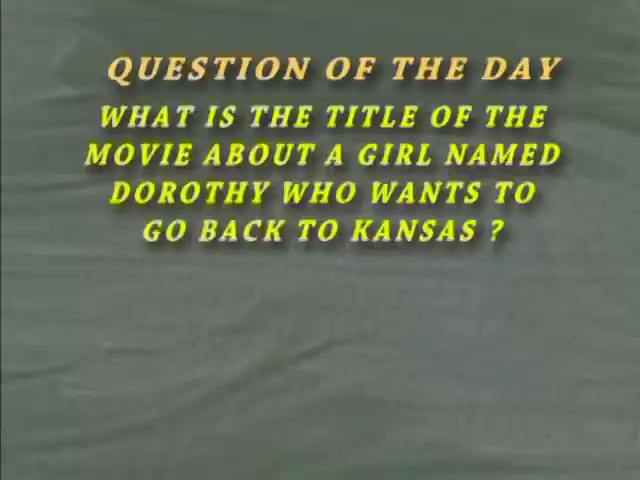 QUESTION OF THE DAY
WHAT IS THE TITLE OF THE
MOVIE ABOUT A GIRL NAMED
DOROTHY WHO WANTS TO
GO BACK TO KANSAS ?